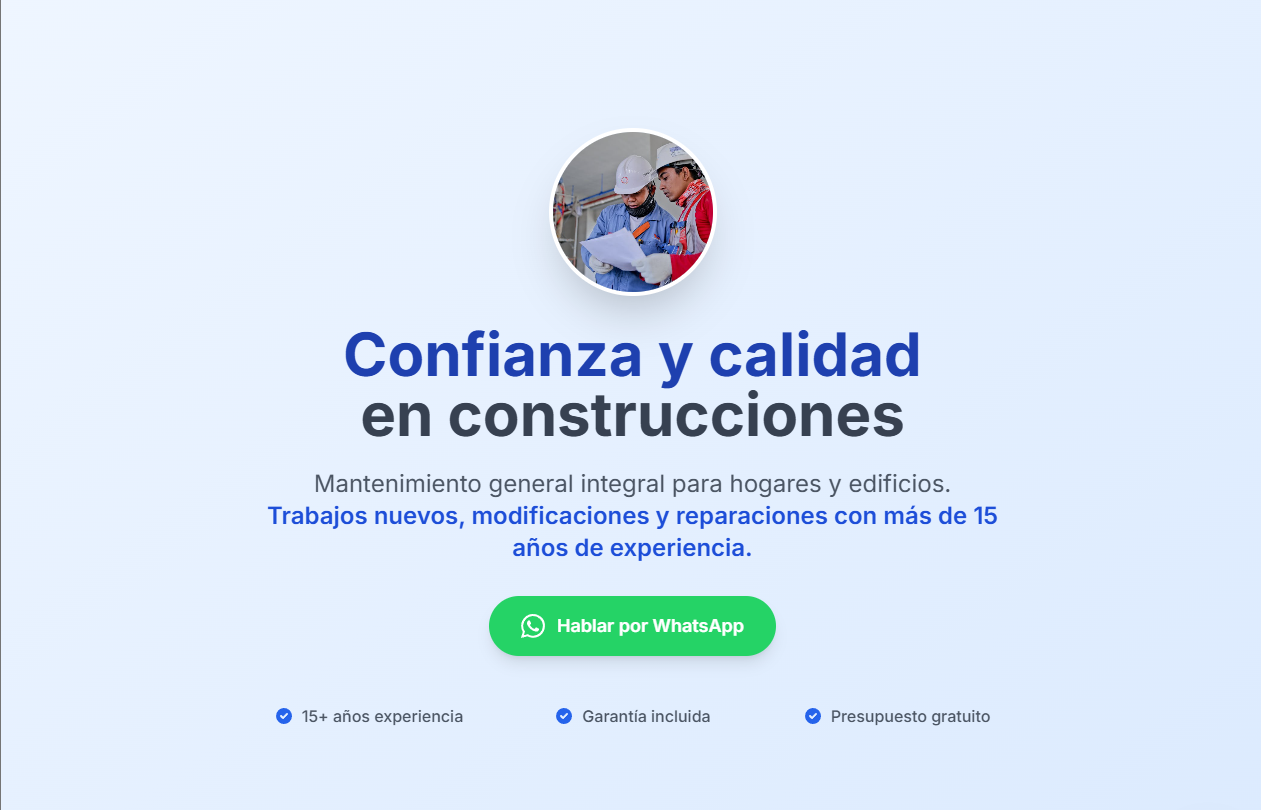 Confianza y calidad
en construcciones
Mantenimiento general integral para hogares y edificios.
Trabajos nuevos, modificaciones y reparaciones con más de 15
años de experiencia.
Hablar por WhatsApp
15+ años experiencia
Garantía incluida
Presupuesto gratuito